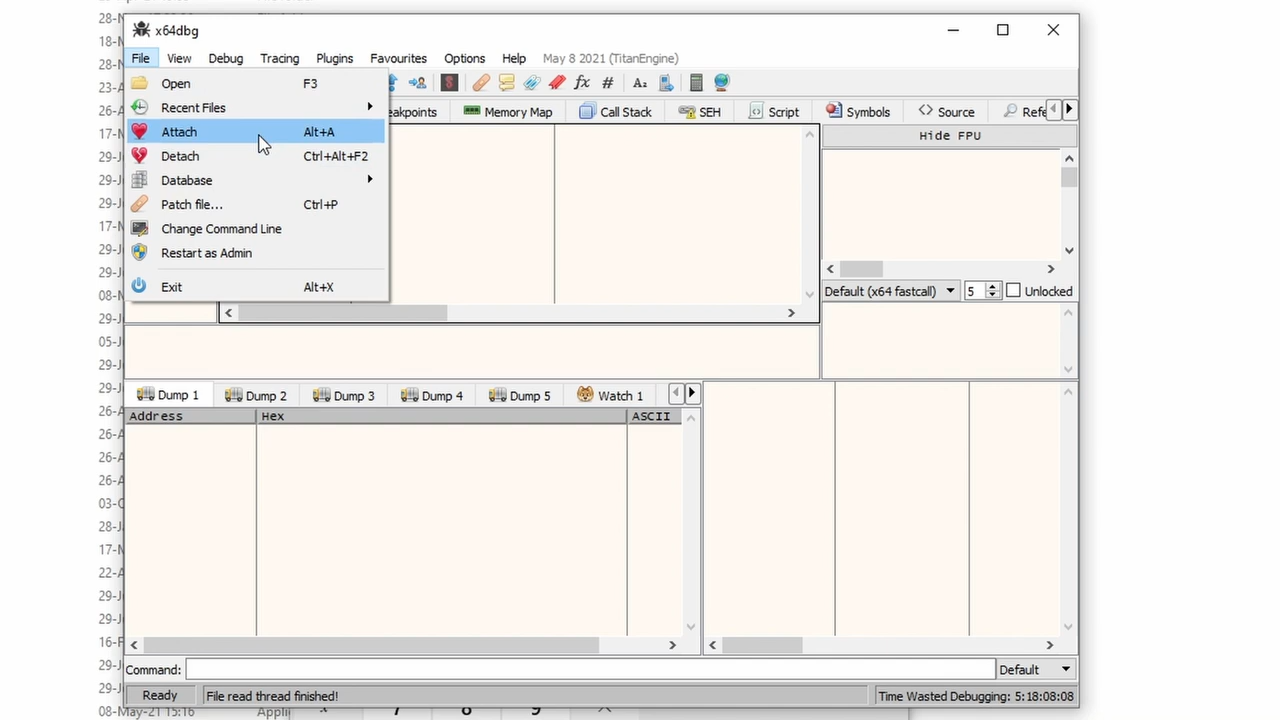 x64dbg
File View Debug Tracing Plugins Favourites Options Help May 8 2021 (TitanEngine)
Open F3
Recent Files
Attach Alt+A
Detach Ctrl+Alt+F2
Database
Patch file... Ctrl+P
Change Command Line
Restart as Admin
Exit Alt+X
Memory Map Call Stack SEH Script Symbols Source
Hide FPU
Default (x64 fastcall) 5 Unlocked
Dump 1 Dump 2 Dump 3 Dump 4 Dump 5 Watch 1
Address Hex ASCII
Command: Default
Ready File read thread finished! Time Wasted Debugging: 5:18:08:08
08-May-21 15:16